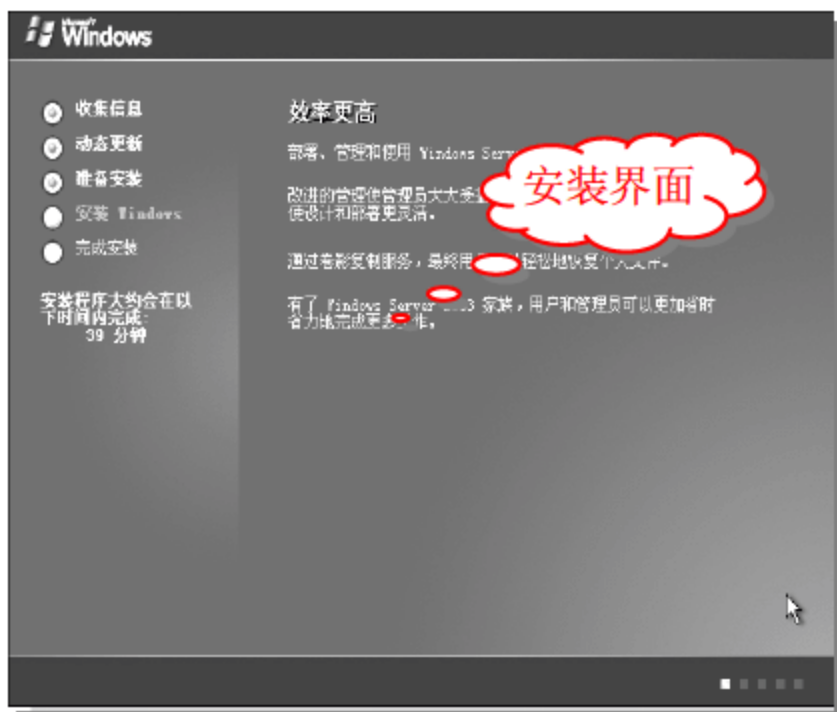 Microsoft
Windows
收集信息
动态更新
准备安装
安装 Windows
完成安装
安装程序大约会在以
下时间内完成:
39 分钟
效率更高
部署、管理和使用 Windows Serv
安装界面
改进的管理使管理员大大受
使设计和部署更灵活。
通过卷影复制服务，最终用 轻松地恢复个人文件。
有了 Windows Server 3 家族，用户和管理员可以更加省时
省力地完成更多 作。